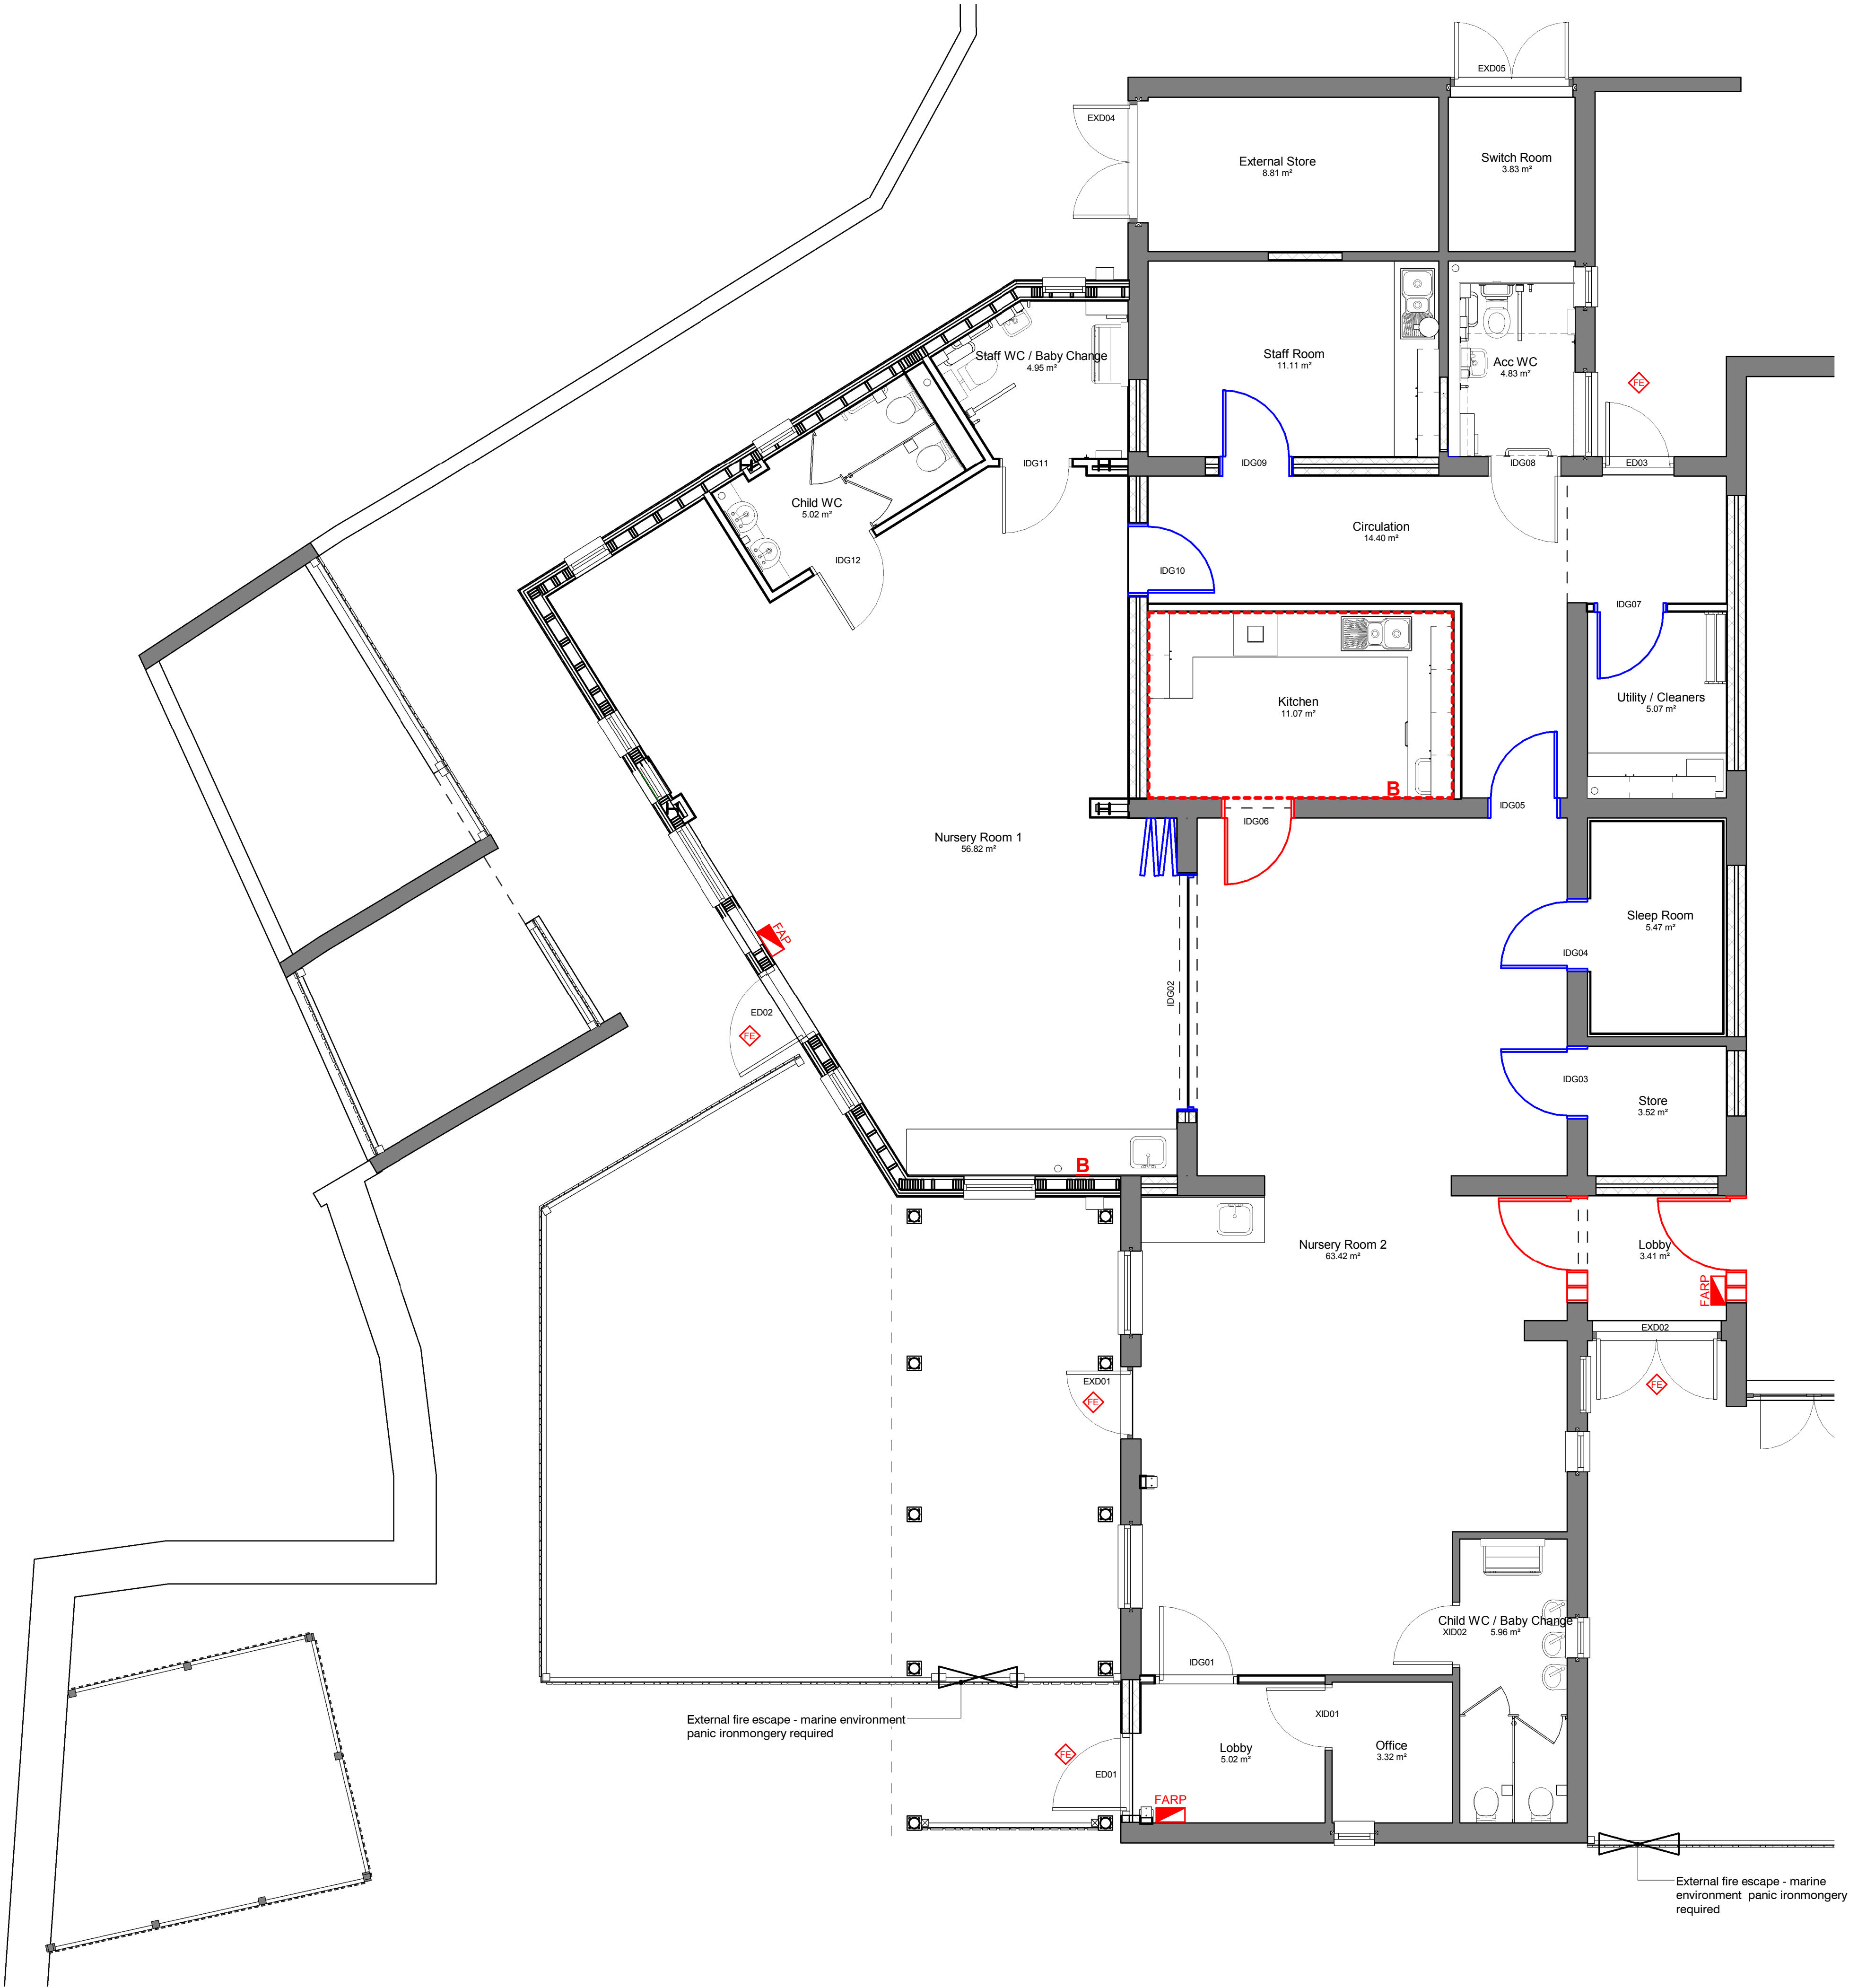 EXD05
EXD04
External Store
8.81 m²
Switch Room
3.83 m²
Staff WC / Baby Change
4.95 m²
Staff Room
11.11 m²
Acc WC
4.83 m²
FE
IDG11
IDG09
IDG08
ED03
Child WC
5.02 m²
Circulation
14.40 m²
IDG12
IDG10
IDG07
Kitchen
11.07 m²
Utility / Cleaners
5.07 m²
B
IDG05
IDG06
Nursery Room 1
56.82 m²
Sleep Room
5.47 m²
FAP
IDG04
IDG02
ED02
FE
IDG03
Store
3.52 m²
B
Nursery Room 2
63.42 m²
Lobby
3.41 m²
FARP
EXD02
FE
EXD01
FE
Child WC / Baby Change
5.96 m²
XID02
IDG01
External fire escape - marine environment
panic ironmongery required
XID01
Lobby
5.02 m²
Office
3.32 m²
FE
ED01
FARP
External fire escape - marine
environment panic ironmongery
required